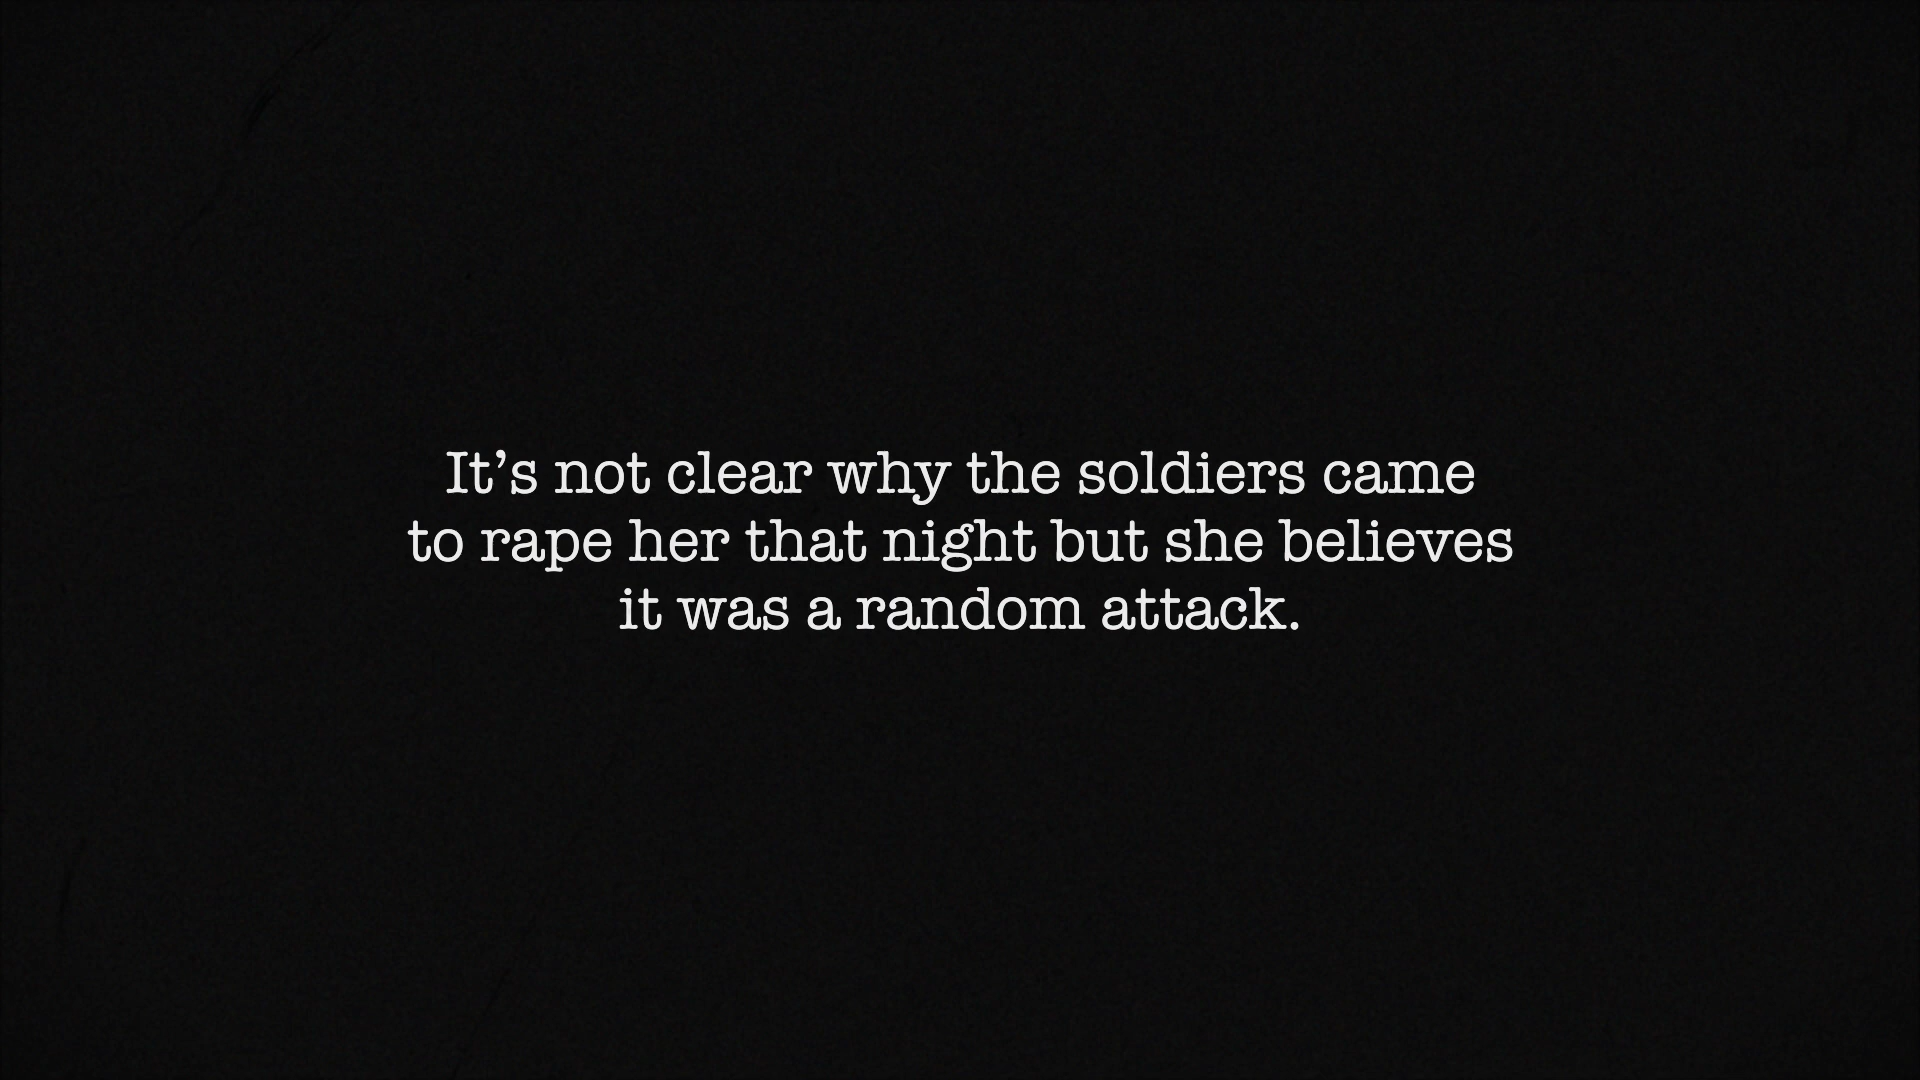 It’s not clear why the soldiers came
to rape her that night but she believes
it was a random attack.